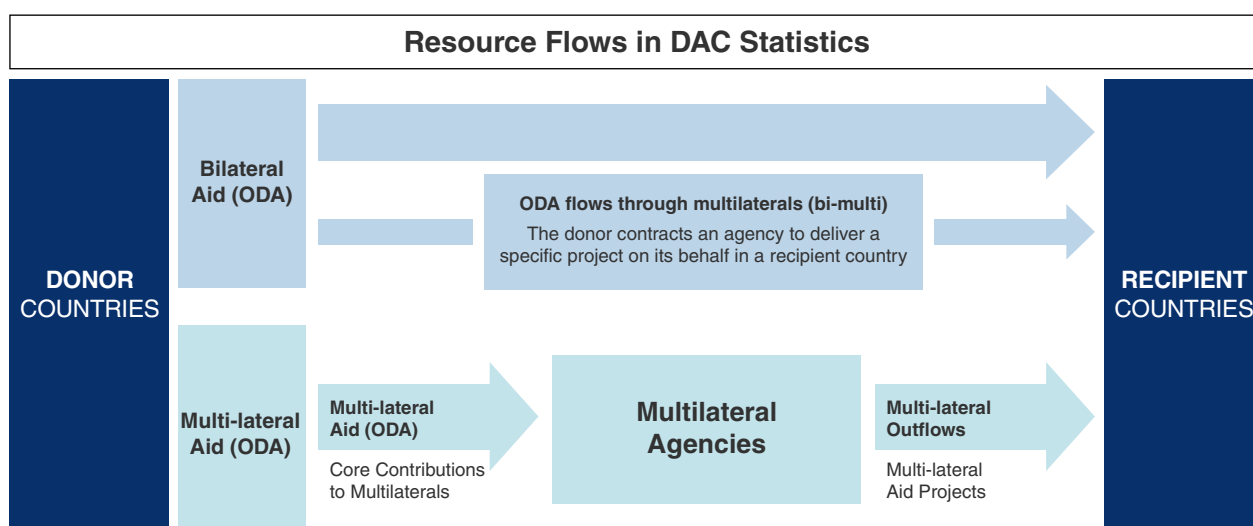 Resource Flows in DAC Statistics
DONOR
COUNTRIES
Bilateral
Aid (ODA)
ODA flows through multilaterals (bi-multi)
The donor contracts an agency to deliver a
specific project on its behalf in a recipient country
RECIPIENT
COUNTRIES
Multi-lateral
Aid (ODA)
Multi-lateral
Aid (ODA)
Core Contributions
to Multilaterals
Multilateral
Agencies
Multi-lateral
Outflows
Multi-lateral
Aid Projects